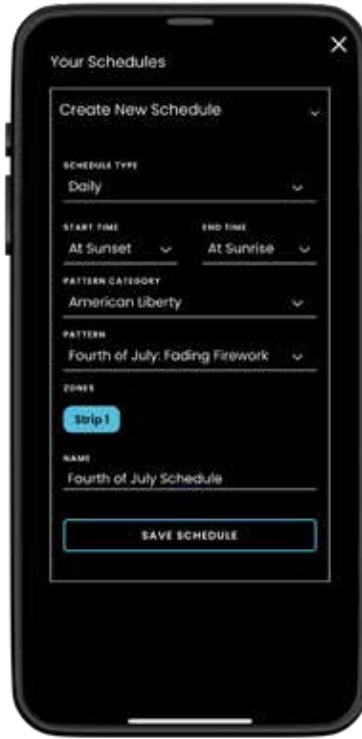 Your Schedules
Create New Schedule
SCHEDULE TYPE
Daily
START TIME END TIME
At Sunset At Sunrise
PATTERN CATEGORY
American Liberty
PATTERN
Fourth of July: Fading Firework
ZONES
Strip 1
NAME
Fourth of July Schedule
SAVE SCHEDULE